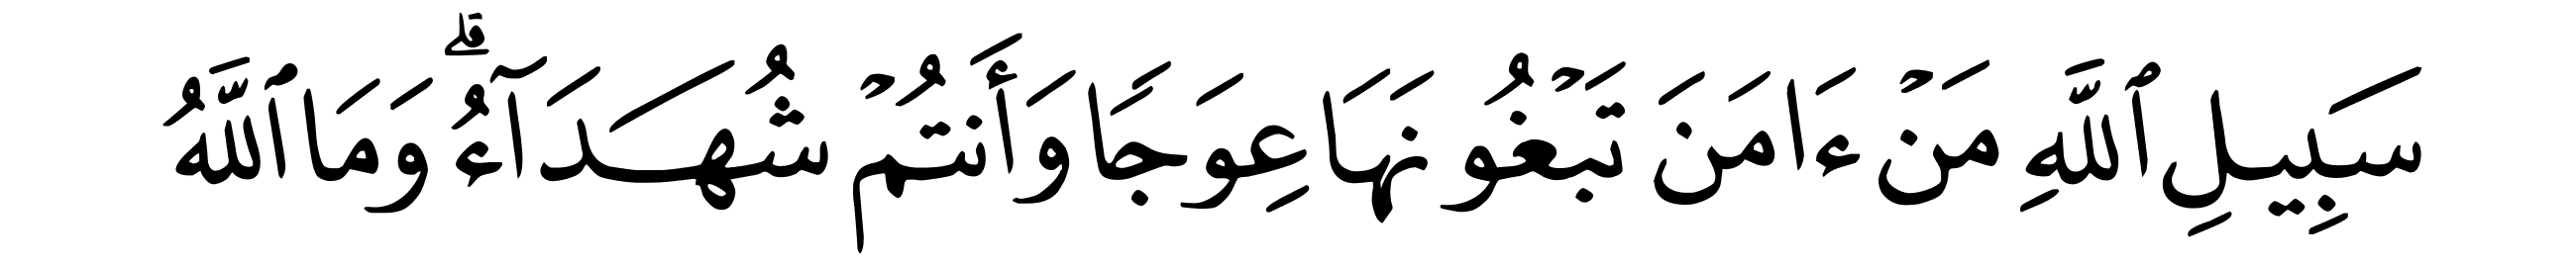 سَبِيلِ ٱللَّهِ مَنۡ ءَامَنَ تَبۡغُونَهَا عِوَجٗا وَأَنتُمۡ شُهَدَآءُۗ وَمَا ٱللَّهُ